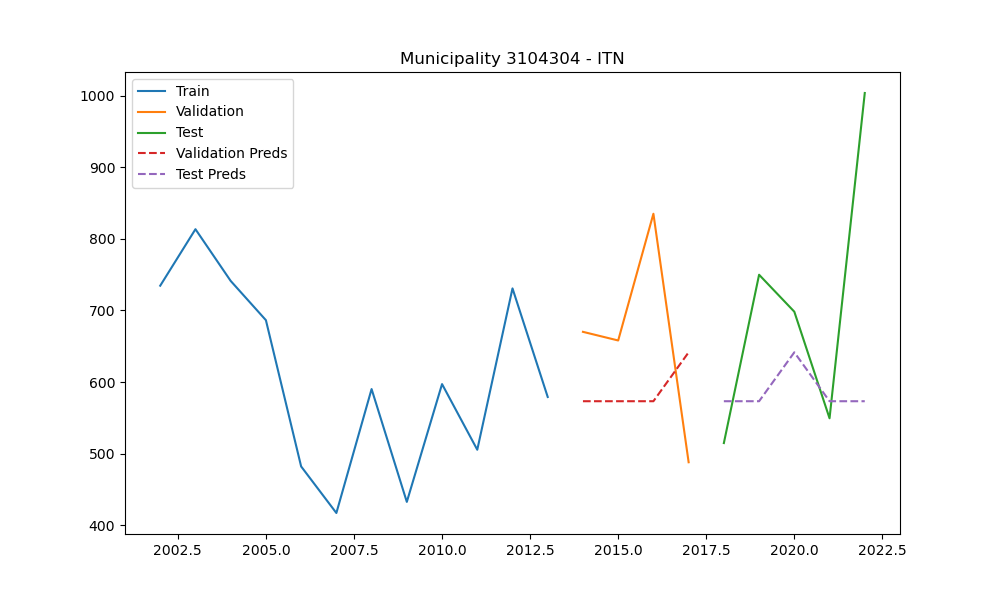 Municipality 3104304 - ITN
Train
Validation
Test
Validation Preds
Test Preds
1000
900
800
700
600
500
400
2002.5 2005.0 2007.5 2010.0 2012.5 2015.0 2017.5 2020.0 2022.5